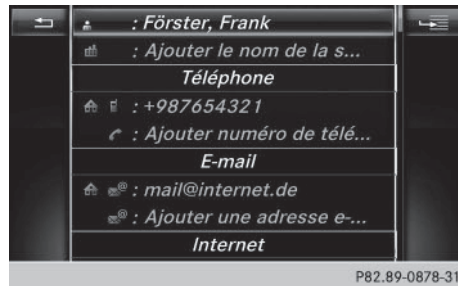 : Förster, Frank
: Ajouter le nom de la s...
Téléphone
: +987654321
: Ajouter numéro de télé...
E-mail
: mail@internet.de
: Ajouter une adresse e-...
Internet
P82.89-0878-31